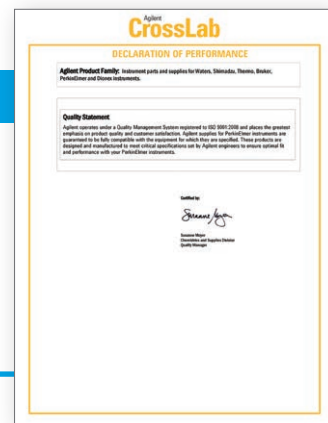 Agilent
CrossLab
DECLARATION OF PERFORMANCE
Agilent Product Family: Instrument parts and supplies for Waters, Shimadzu, Thermo, Bruker,
PerkinElmer and Dionex instruments.
Quality Statement
Agilent operates under a Quality Management System registered to ISO 9001:2008 and places the greatest
emphasis on product quality and customer satisfaction. Agilent supplies for PerkinElmer instruments are
guaranteed to be fully compatible with the equipment for which they are specified. These products are
designed and manufactured to meet critical specifications set by Agilent engineers to ensure optimal fit
and performance with your PerkinElmer instruments.
Certified by:
Suzanne Meyer
Chemistries and Supplies Division
Quality Manager